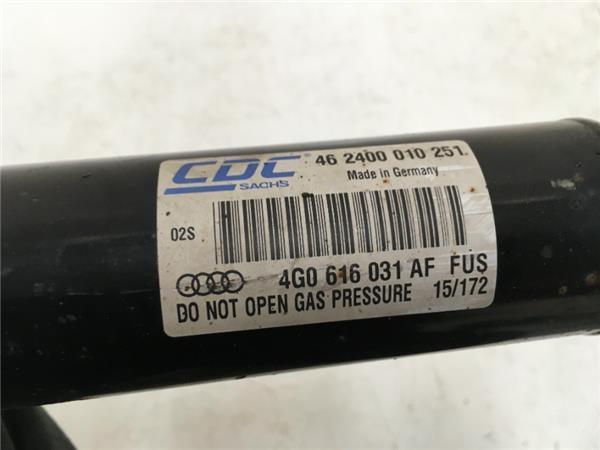 CDC 46 2400 010 251.
SACHS Made in Germany
02S
4G0 616 031 AF FUS
DO NOT OPEN GAS PRESSURE 15/172